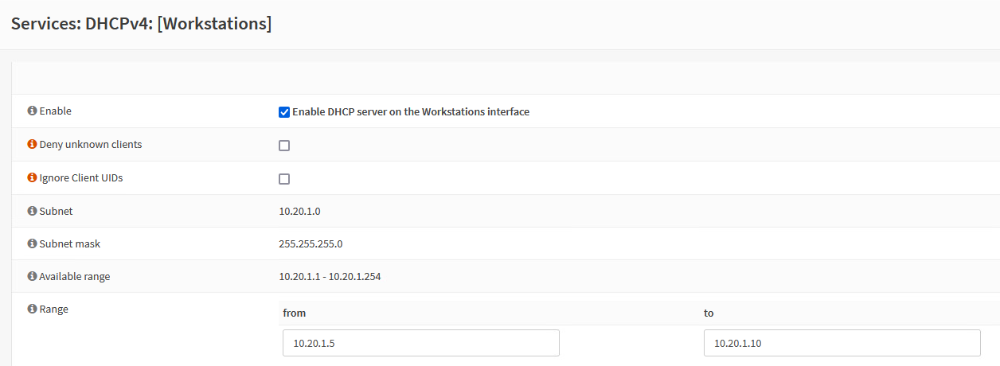 Services: DHCPv4: [Workstations]
Enable
Enable DHCP server on the Workstations interface
Deny unknown clients
Ignore Client UIDs
Subnet
10.20.1.0
Subnet mask
255.255.255.0
Available range
10.20.1.1 - 10.20.1.254
Range
from
to
10.20.1.5
10.20.1.10